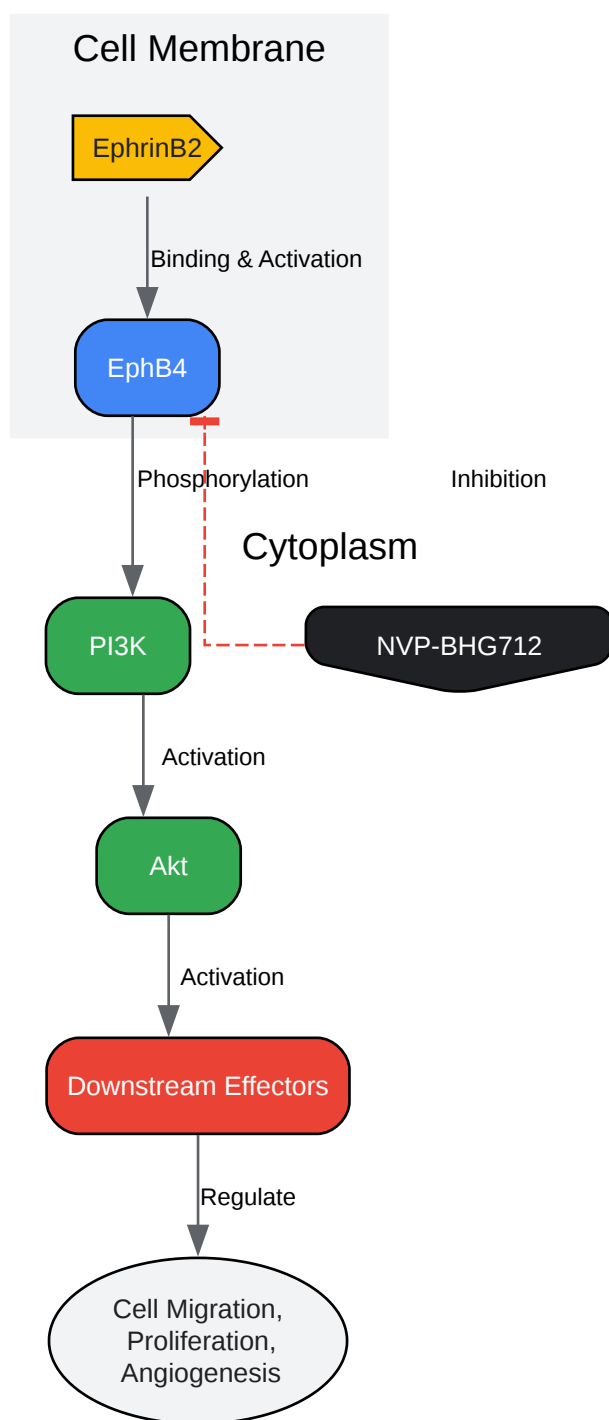 Cell Membrane
EphrinB2
Binding & Activation
EphB4
Phosphorylation
Inhibition
Cytoplasm
PI3K
NVP-BHG712
Activation
Akt
Activation
Downstream Effectors
Regulate
Cell Migration,
Proliferation,
Angiogenesis